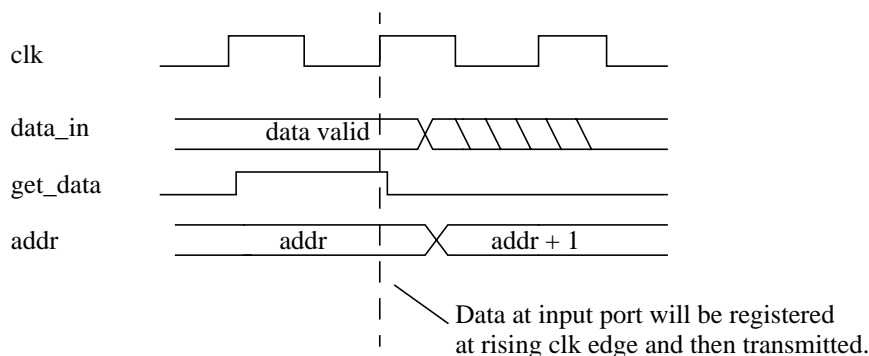 clk
data_in
data valid
get_data
addr
addr
addr + 1
Data at input port will be registered
at rising clk edge and then transmitted.